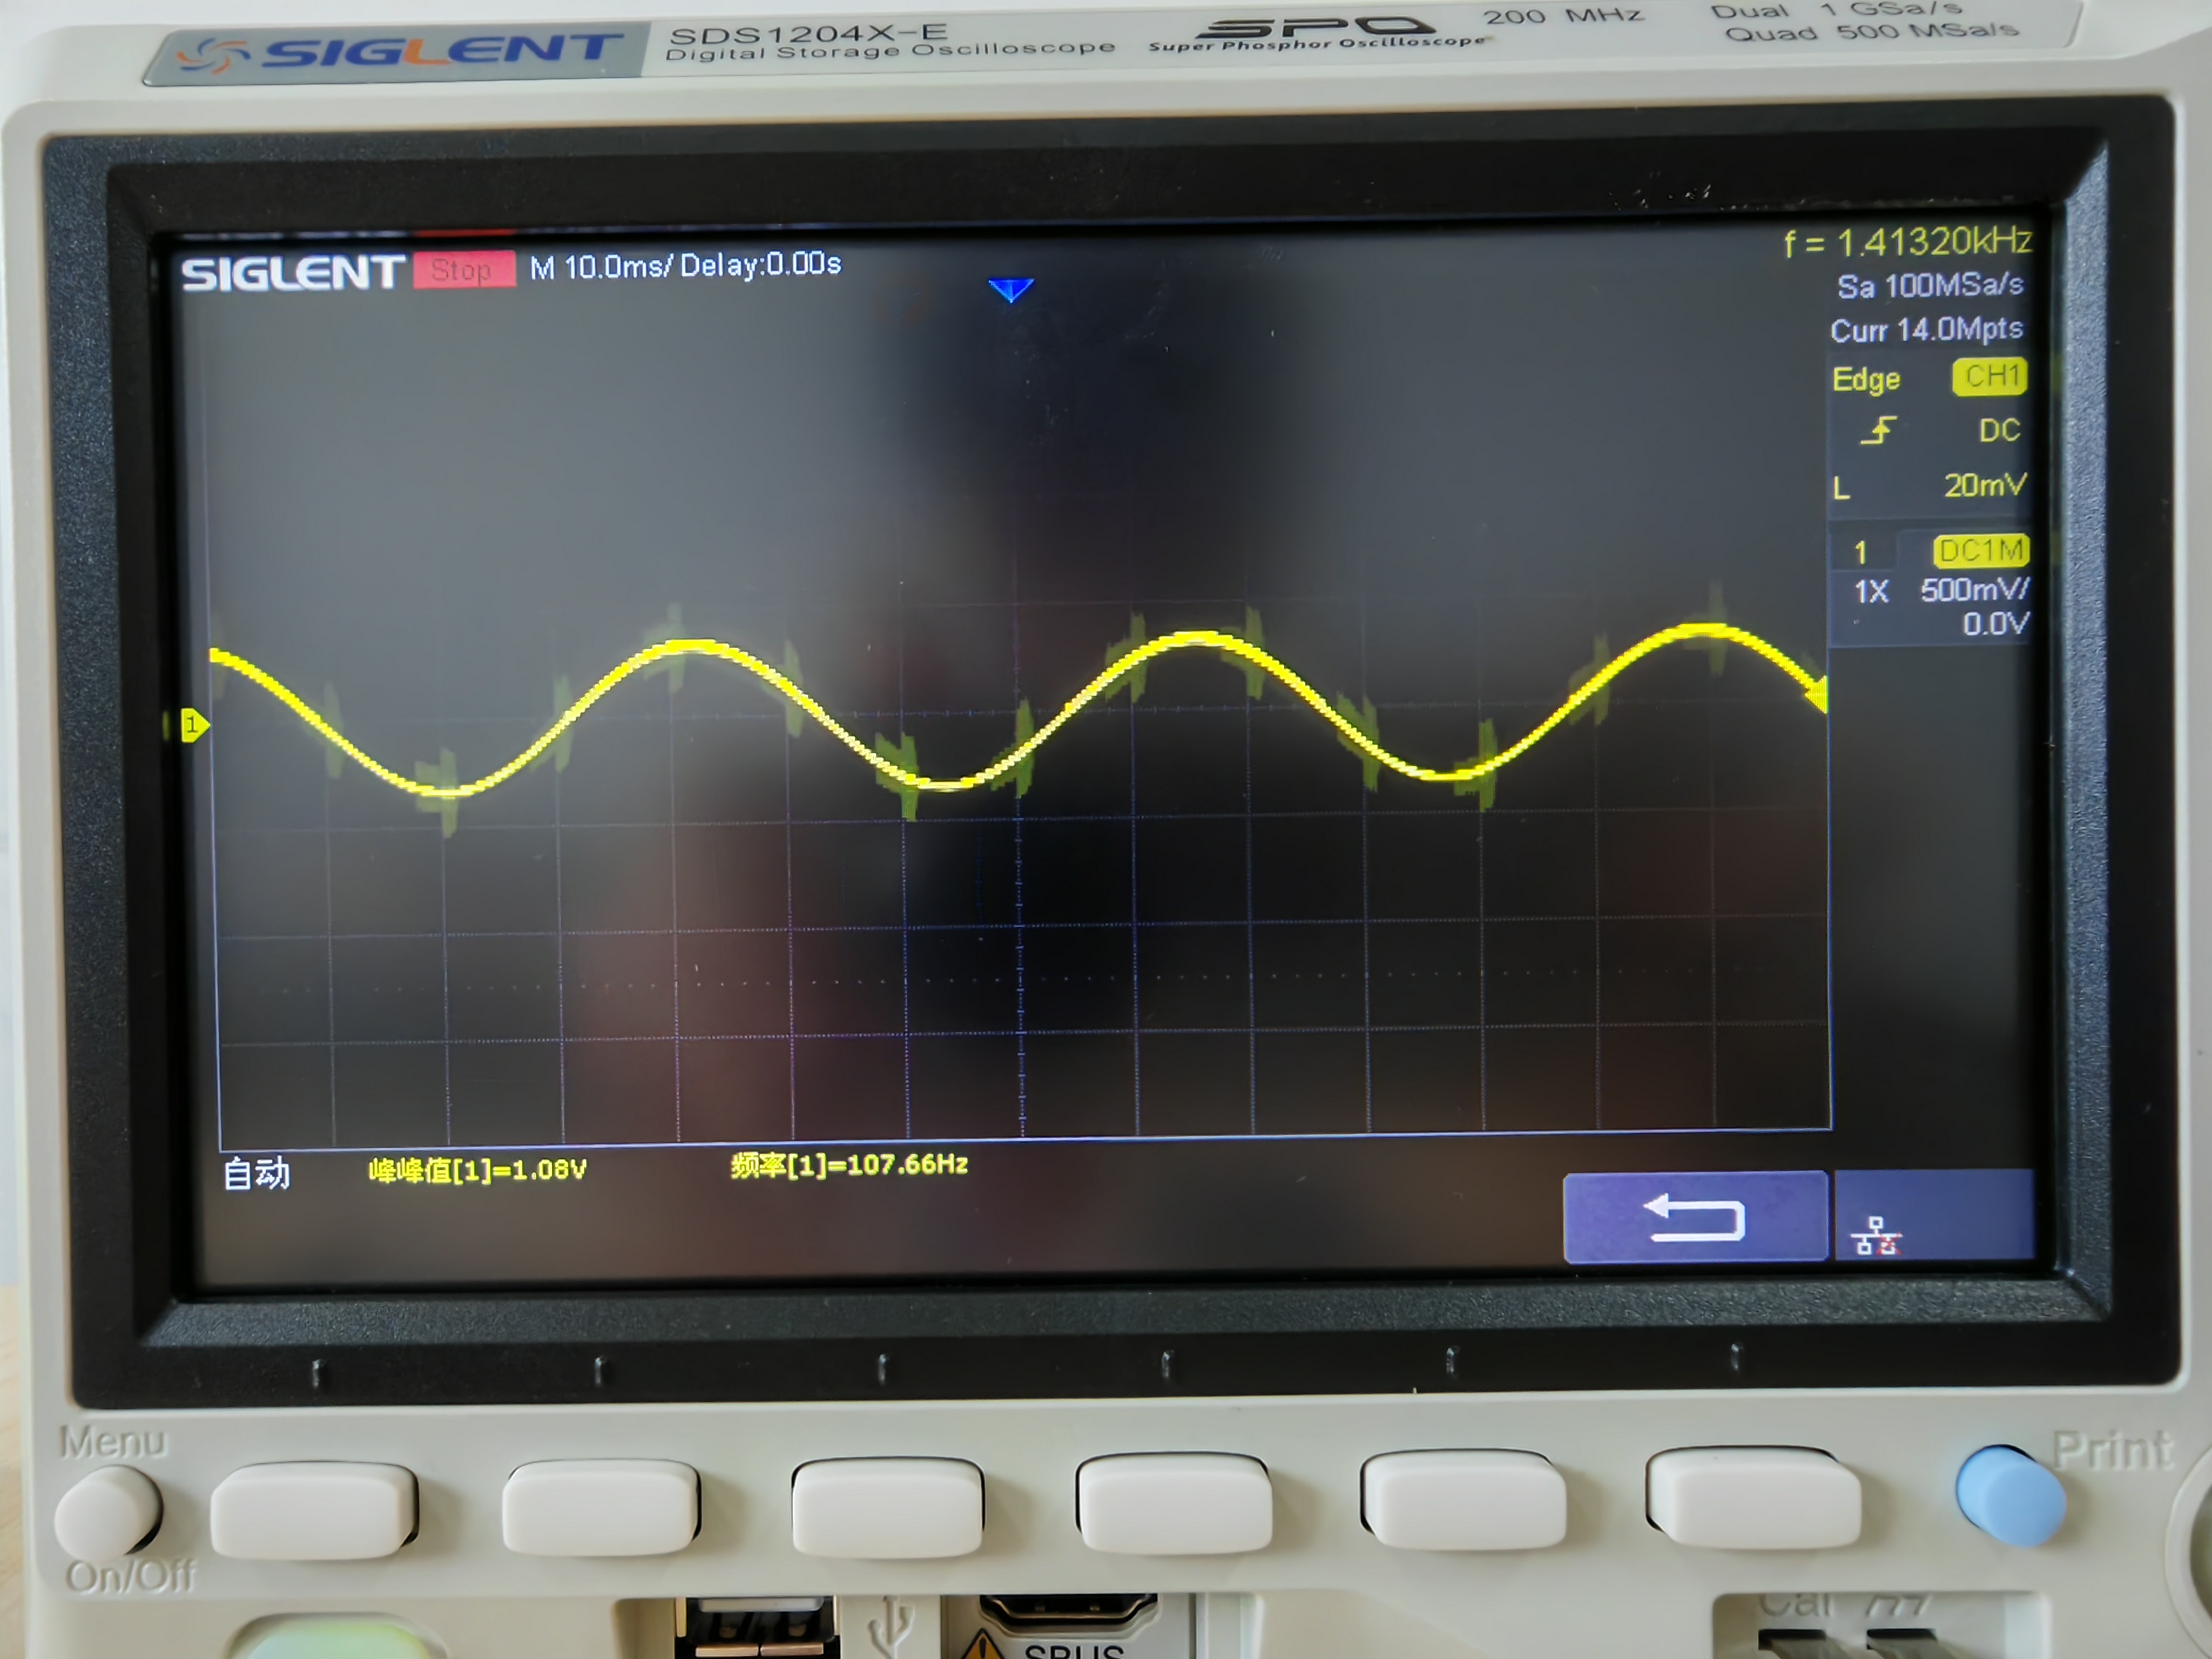 SIGLENT
SDS1204X-E
Digital Storage Oscilloscope
SPO
Super Phosphor Oscilloscope
200 MHz
Dual 1 GSa/s
Quad 500 MSa/s
SIGLENT Stop M 10.0ms/ Delay:0.00s
f = 1.41320kHz
Sa 100MSa/s
Curr 14.0Mpts
Edge CH1
DC
L 20mV
1 DC1M
1X 500mV/
0.0V
1
自动 峰峰值[1]=1.08V 频率[1]=107.66Hz
Menu
On/Off
Print
Cal
SBUS